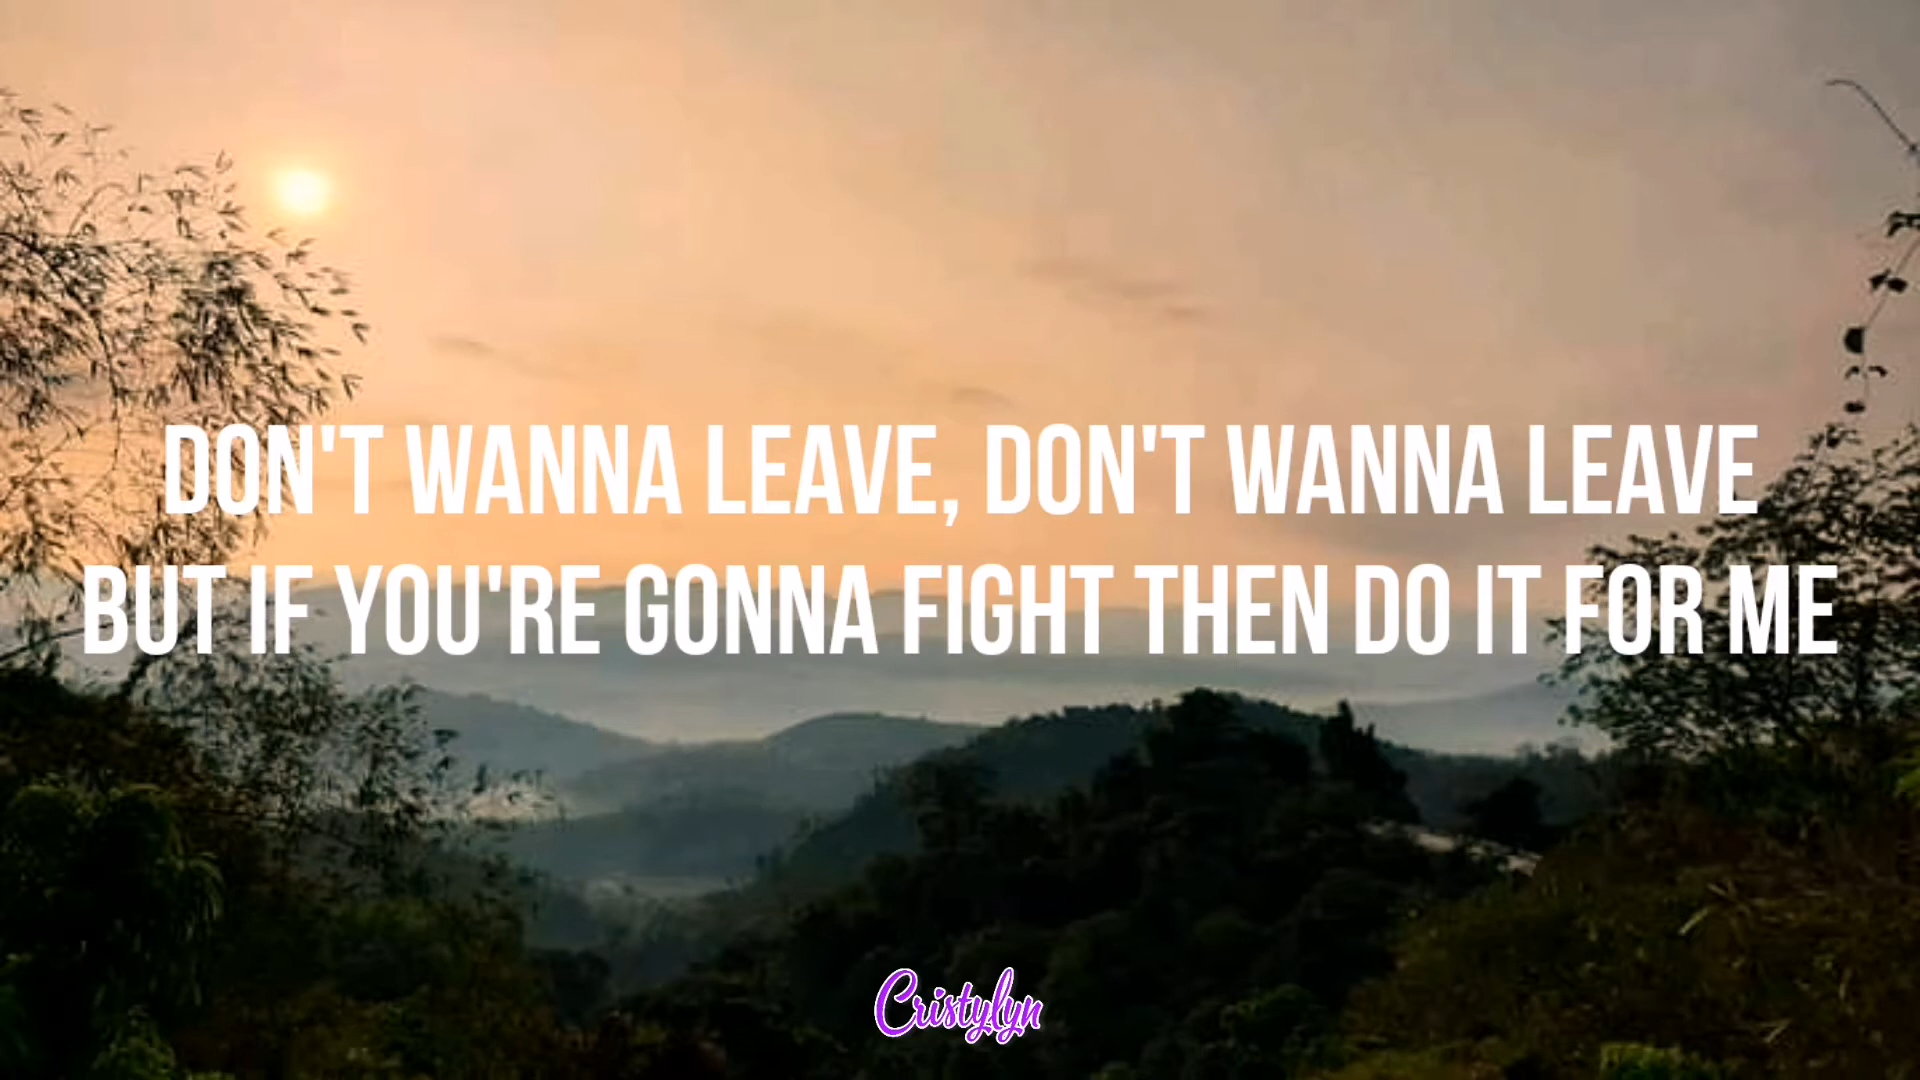 DON'T WANNA LEAVE, DON'T WANNA LEAVE
BUT IF YOU'RE GONNA FIGHT THEN DO IT FOR ME
Cristylyn